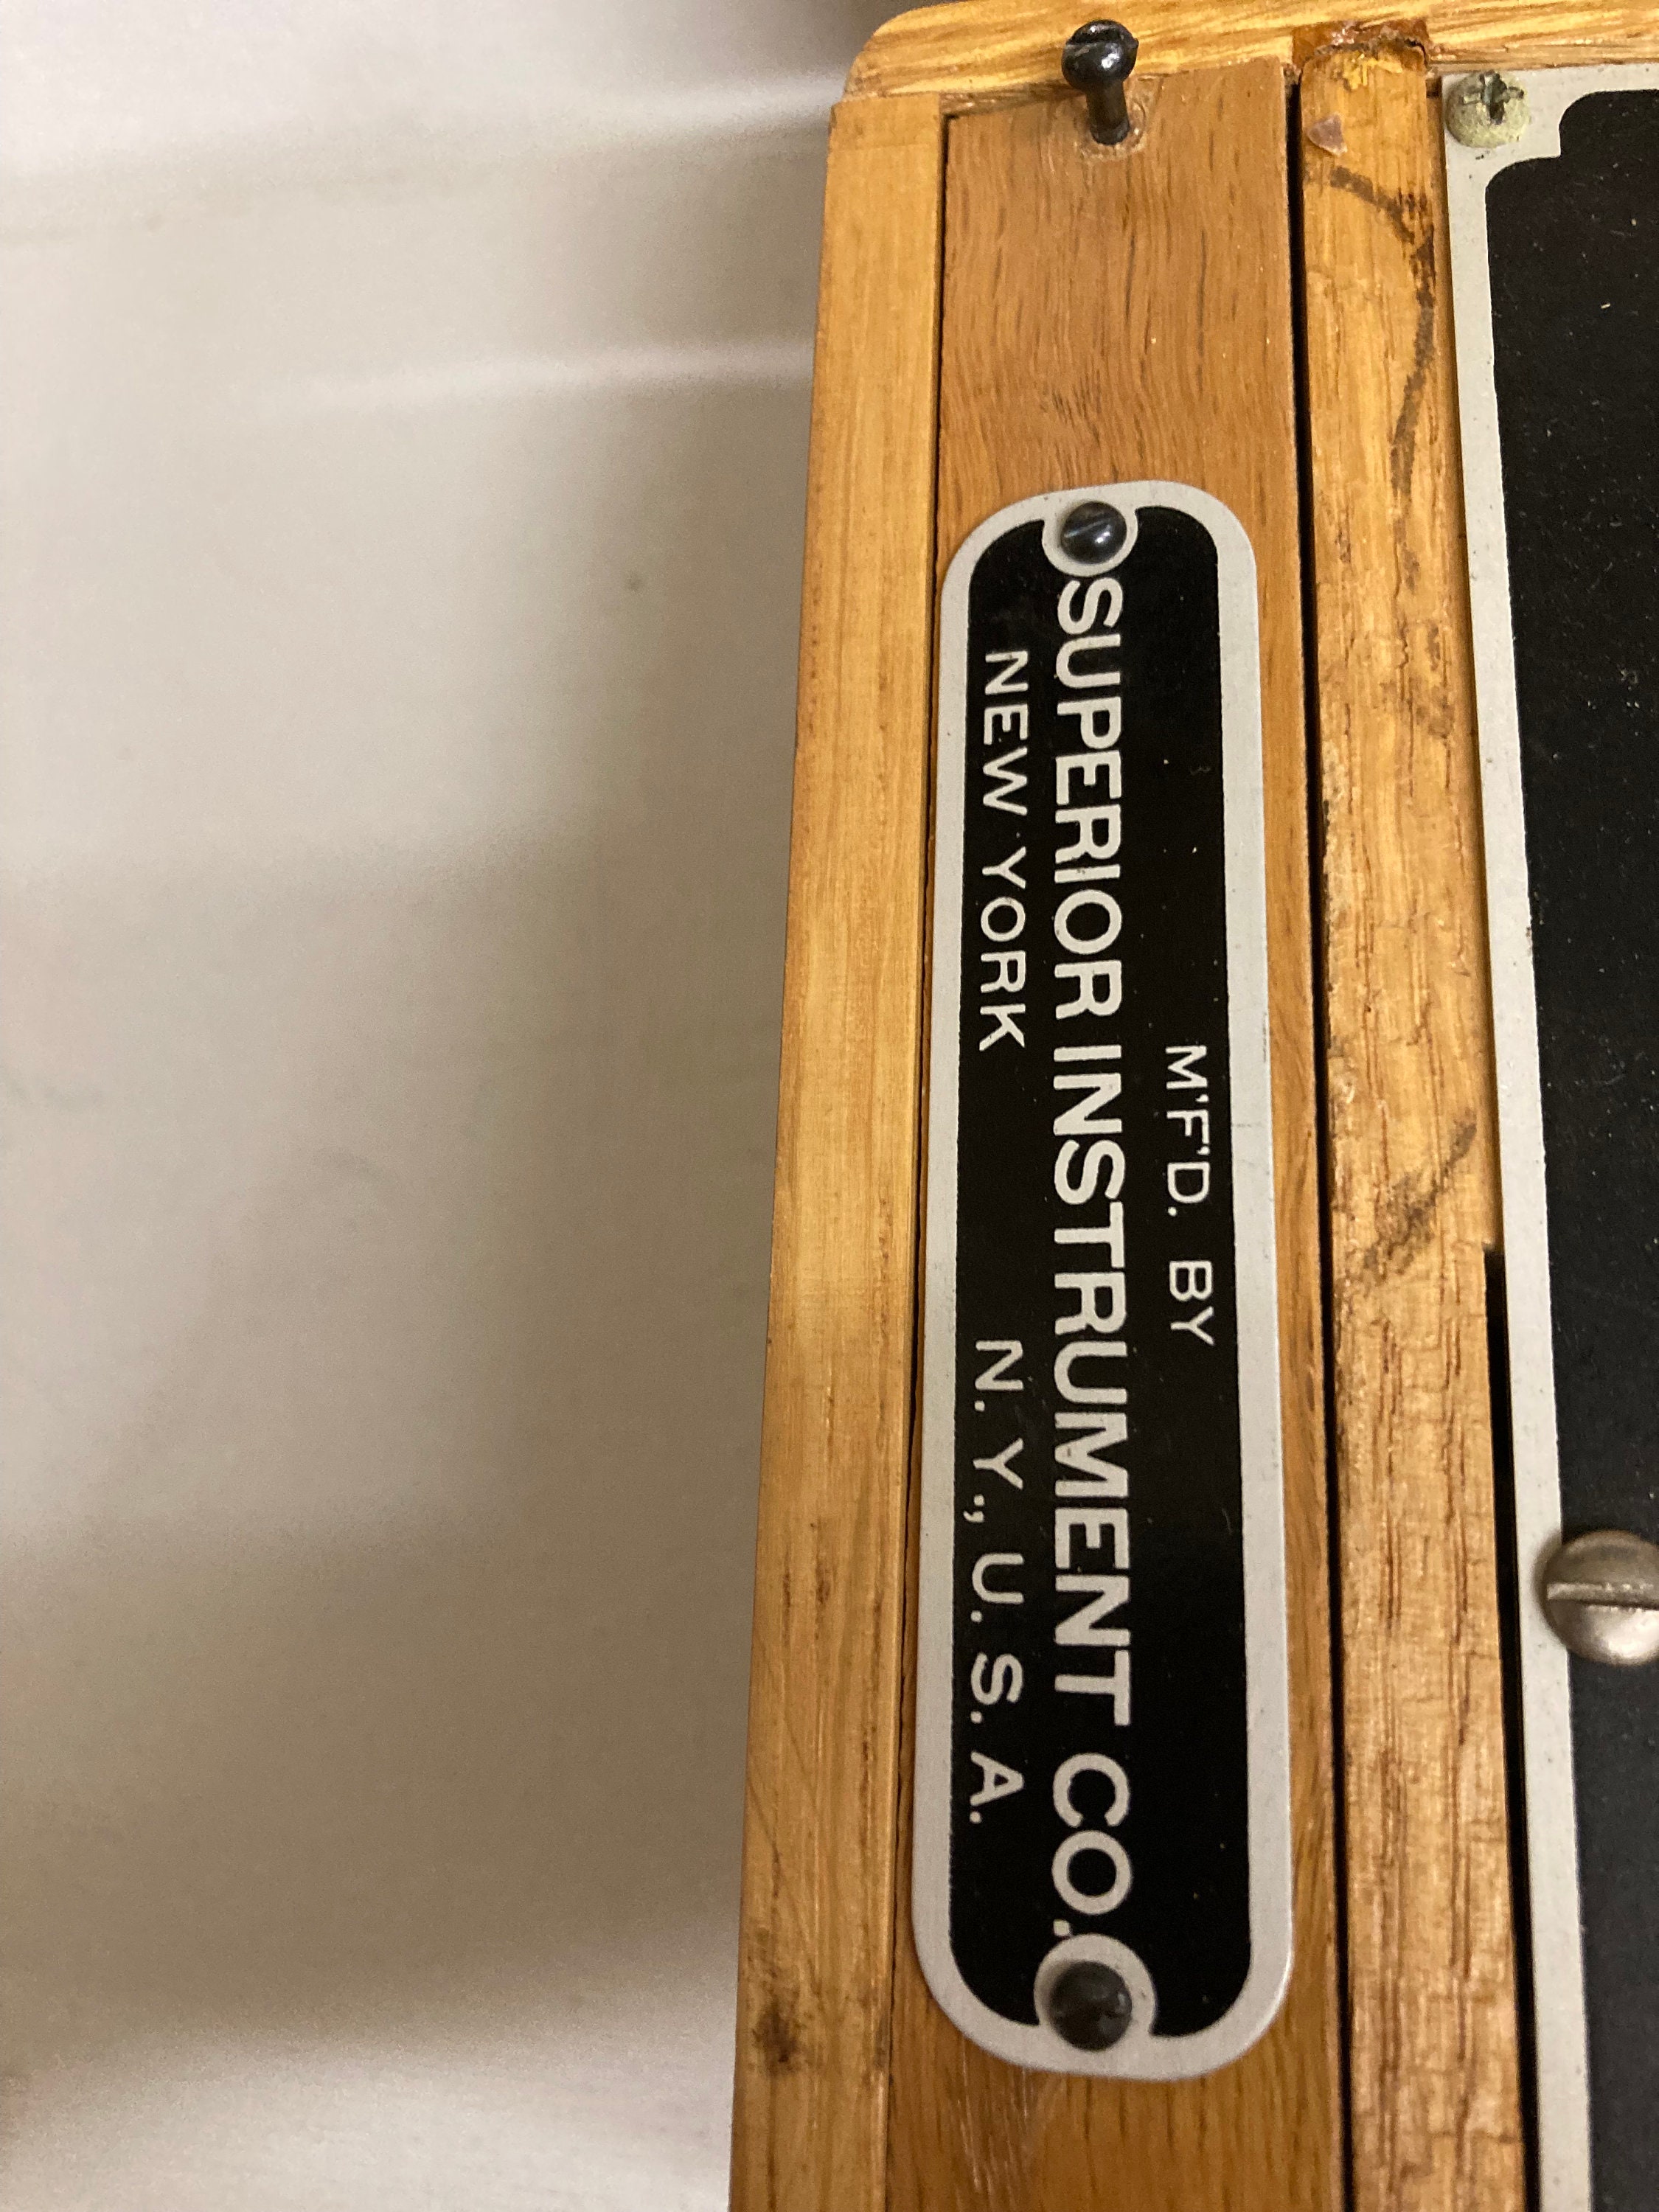 M'F'D. BY
SUPERIOR INSTRUMENT CO.
NEW YORK N.Y., U.S.A.